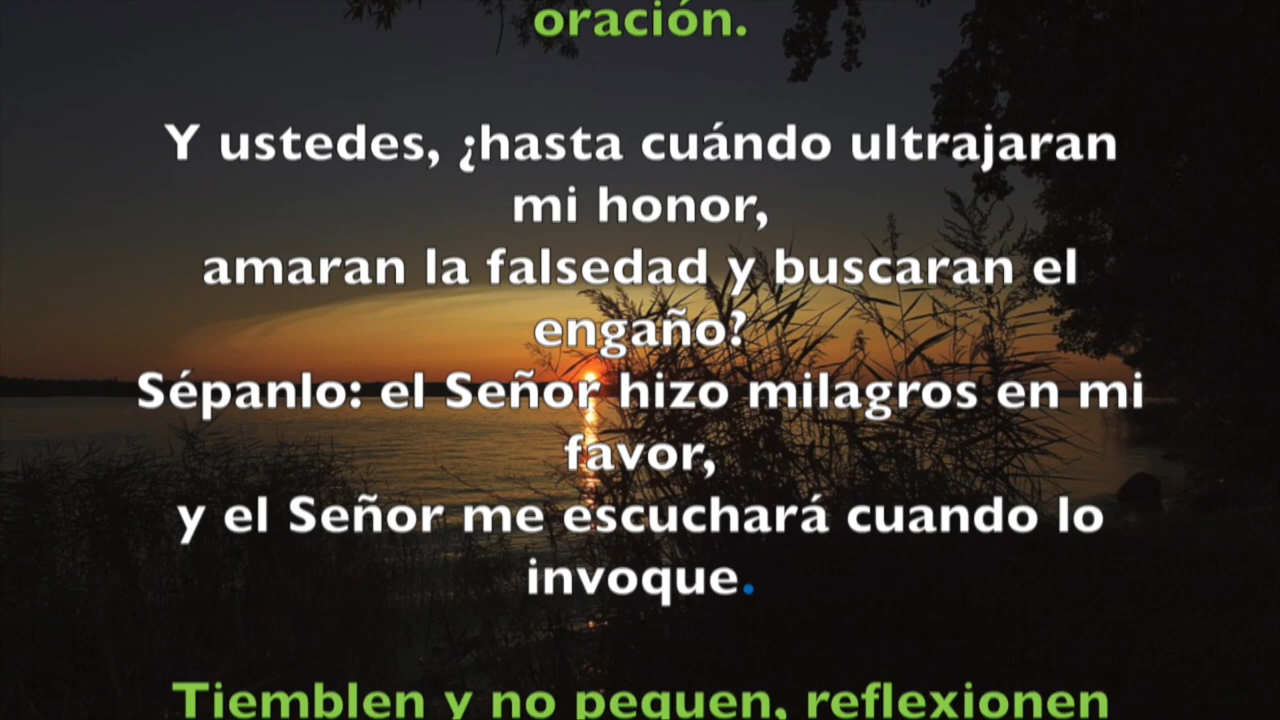 oración.
Y ustedes, ¿hasta cuándo ultrajaran
mi honor,
amaran la falsedad y buscaran el
engaño?
Sépanlo: el Señor hizo milagros en mi
favor,
y el Señor me escuchará cuando lo
invoque.
Tiemblen y no pequen, reflexionen